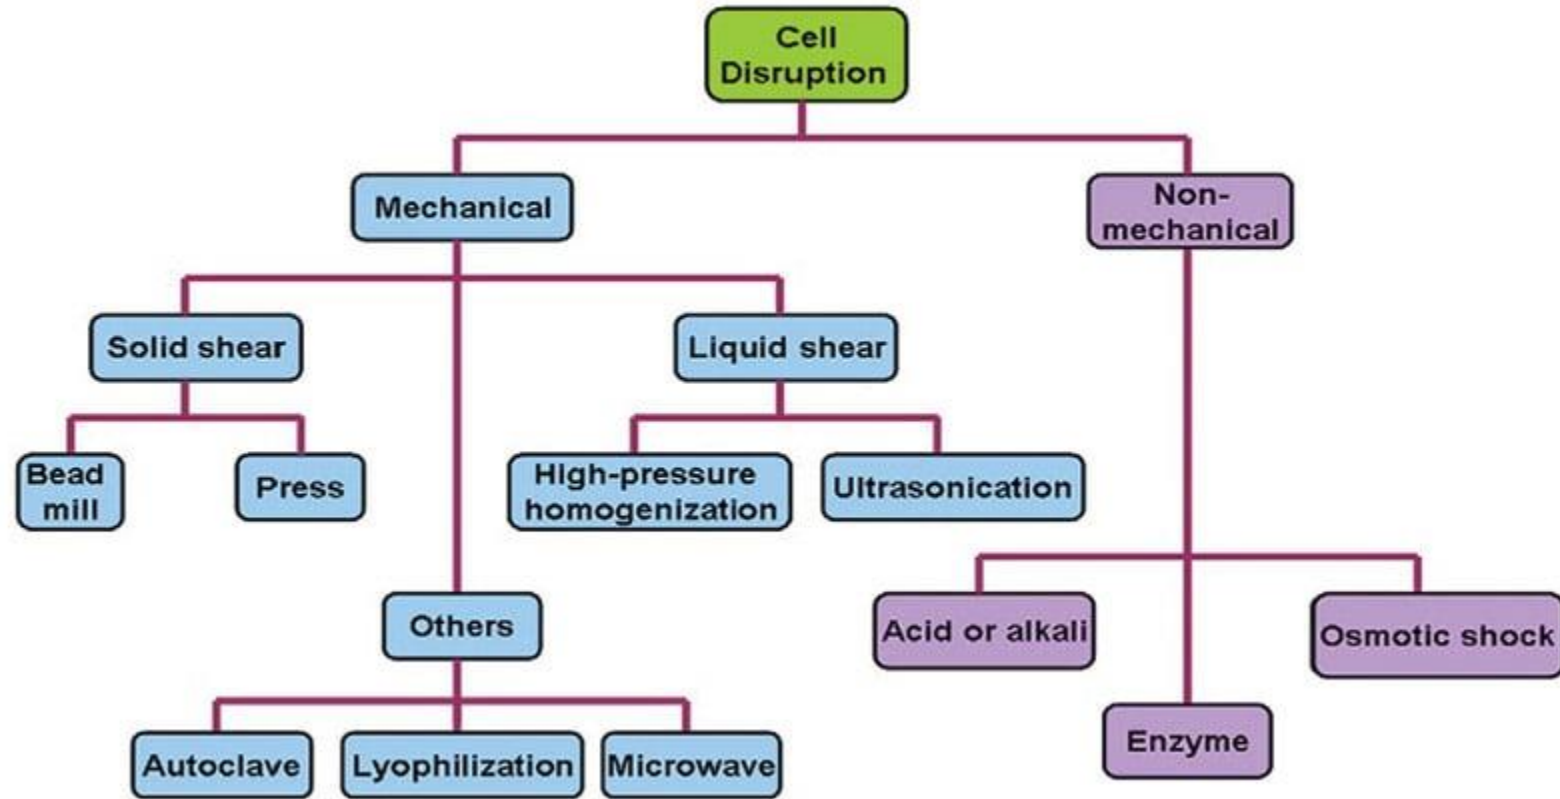 Cell
Disruption
Mechanical
Non-
mechanical
Solid shear
Liquid shear
Bead
mill
Press
HIgh-pressure
homogenization
Ultrasonication
Others
Acid or alkali
Osmotic shock
Autoclave
Lyophilization
Microwave
Enzyme